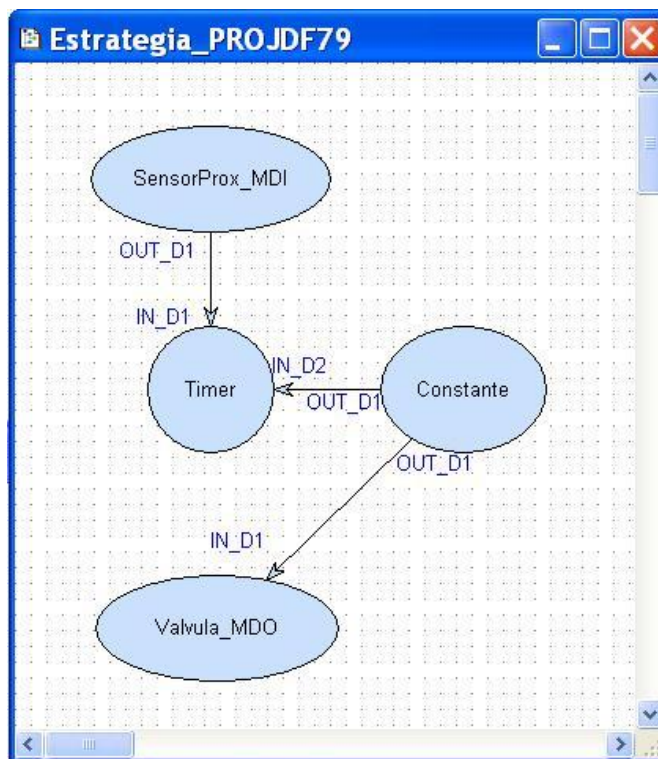 Estrategia_PROJDF79
SensorProx_MDI
OUT_D1
IN_D1
Timer
IN_D2
OUT_D1
Constante
OUT_D1
IN_D1
Valvula_MDO